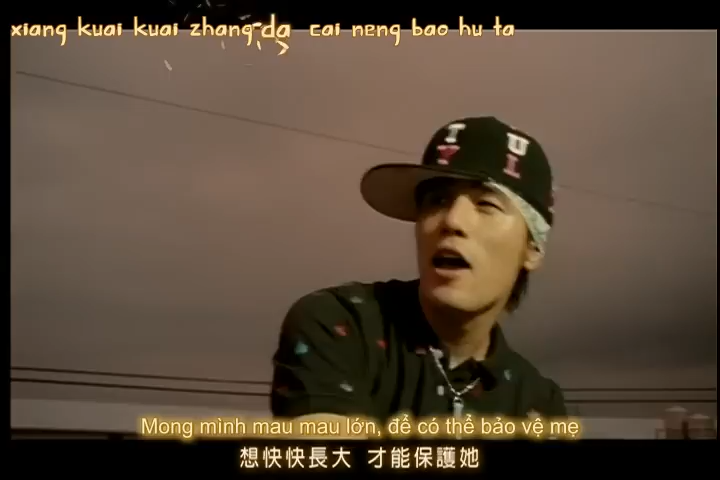 xiang kuai kuai zhang da cai neng bao hu ta
T U
Y L
Mong mình mau mau lớn, để có thể bảo vệ mẹ
想快快長大 才能保護她